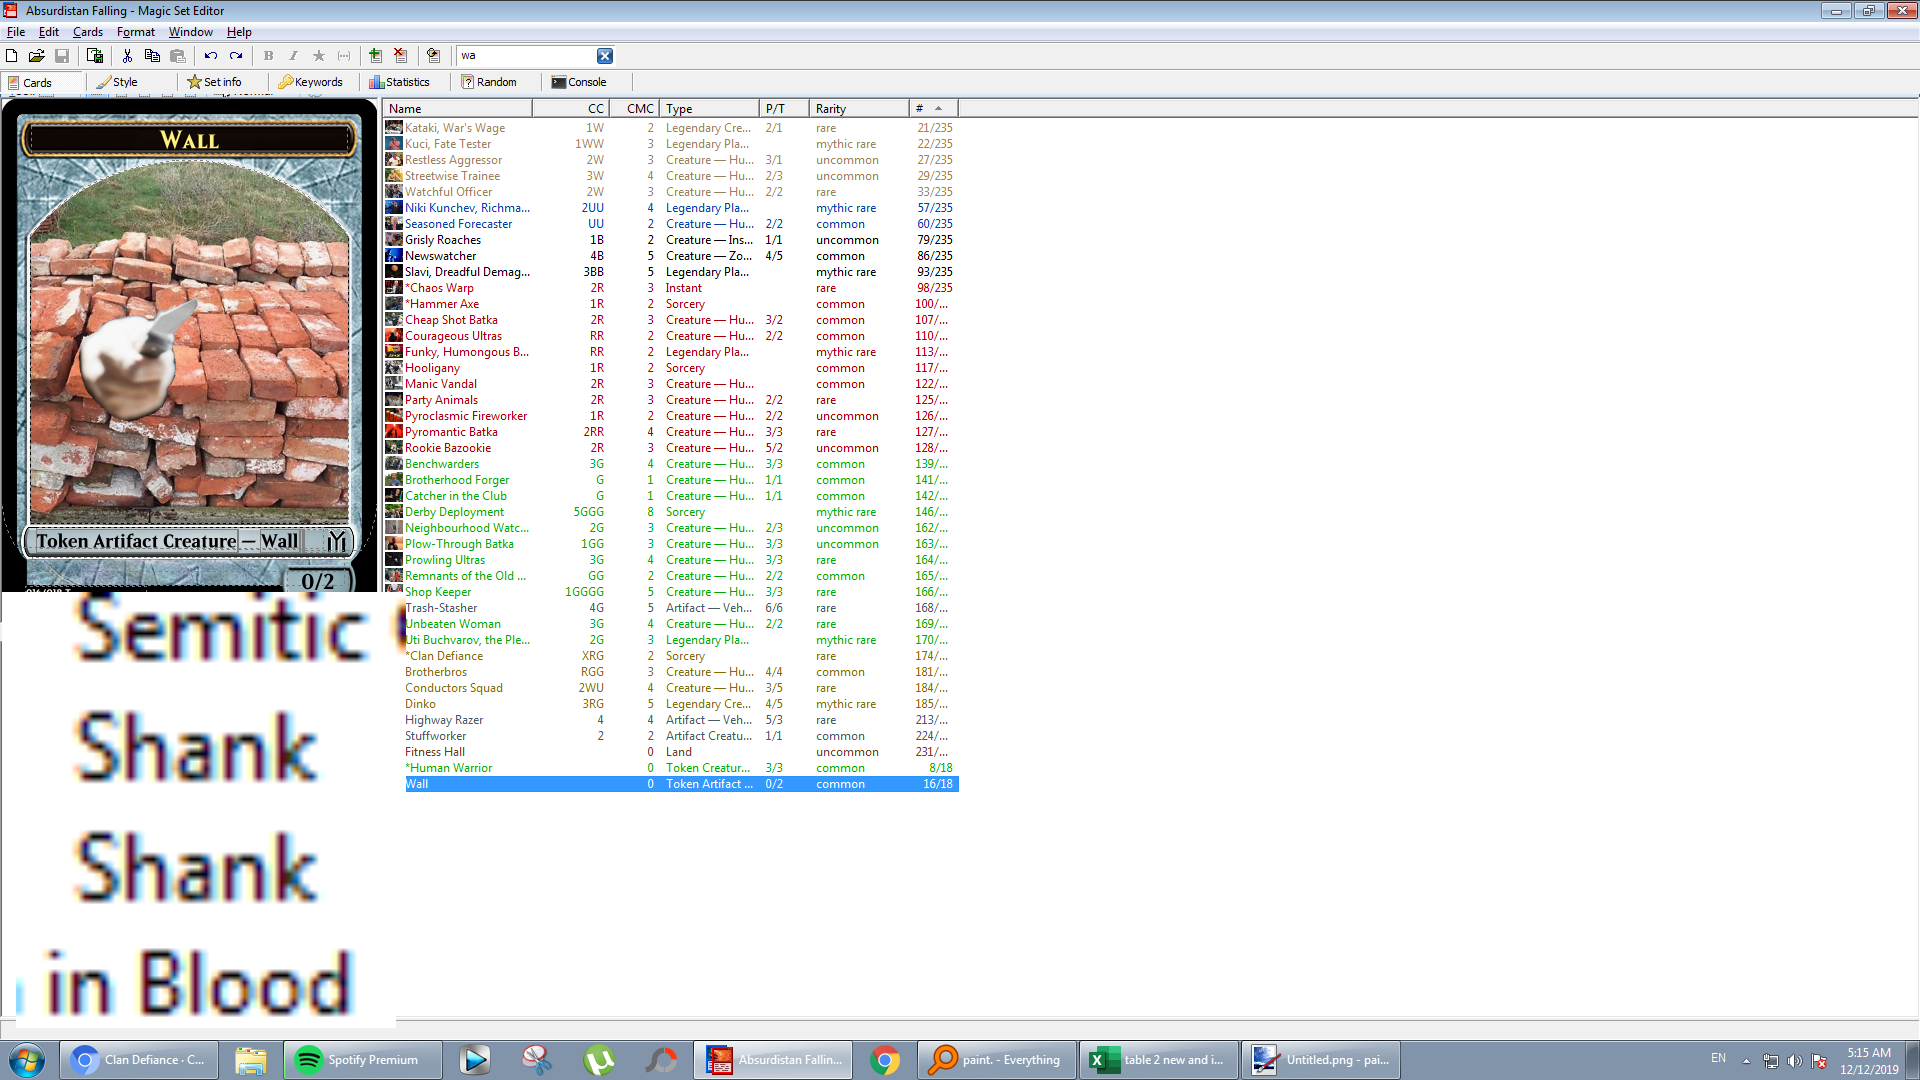 Absurdistan Falling - Magic Set Editor
File Edit Cards Format Window Help
wa
Cards Style Set info Keywords Statistics Random Console
Name CC CMC Type P/T Rarity #
Kataki, War's Wage 1W 2 Legendary Cre... 2/1 rare 21/235
Kuci, Fate Tester 1WW 3 Legendary Pla... mythic rare 22/235
Restless Aggressor 2W 3 Creature — Hu... 3/1 uncommon 27/235
Streetwise Trainee 3W 4 Creature — Hu... 2/3 uncommon 29/235
Watchful Officer 2W 3 Creature — Hu... 2/2 rare 33/235
Niki Kunchev, Richma... 2UU 4 Legendary Pla... mythic rare 57/235
Seasoned Forecaster UU 2 Creature — Hu... 2/2 common 60/235
Grisly Roaches 1B 2 Creature — Ins... 1/1 uncommon 79/235
Newswatcher 4B 5 Creature — Zo... 4/5 common 86/235
Slavi, Dreadful Demag... 3BB 5 Legendary Pla... mythic rare 93/235
*Chaos Warp 2R 3 Instant rare 98/235
*Hammer Axe 1R 2 Sorcery common 100/...
Cheap Shot Batka 2R 3 Creature — Hu... 3/2 common 107/...
Courageous Ultras RR 2 Creature — Hu... 2/2 common 110/...
Funky, Humongous B... RR 2 Legendary Pla... mythic rare 113/...
Hooligany 1R 2 Sorcery common 117/...
Manic Vandal 2R 3 Creature — Hu... common 122/...
Party Animals 2R 3 Creature — Hu... 2/2 rare 125/...
Pyroclasmic Fireworker 1R 2 Creature — Hu... 2/2 uncommon 126/...
Pyromantic Batka 2RR 4 Creature — Hu... 3/3 rare 127/...
Rookie Bazookie 2R 3 Creature — Hu... 5/2 uncommon 128/...
Benchwarders 3G 4 Creature — Hu... 3/3 common 139/...
Brotherhood Forger G 1 Creature — Hu... 1/1 common 141/...
Catcher in the Club G 1 Creature — Hu... 1/1 common 142/...
Derby Deployment 5GGG 8 Sorcery mythic rare 146/...
Neighbourhood Watc... 2G 3 Creature — Hu... 2/3 uncommon 162/...
Plow-Through Batka 1GG 3 Creature — Hu... 3/3 uncommon 163/...
Prowling Ultras 3G 4 Creature — Hu... 3/3 rare 164/...
Remnants of the Old ... GG 2 Creature — Hu... 2/2 common 165/...
Shop Keeper 1GGGG 5 Creature — Hu... 3/3 rare 166/...
Trash-Stasher 4G 5 Artifact — Veh... 6/6 rare 168/...
Unbeaten Woman 3G 4 Creature — Hu... 2/2 rare 169/...
Uti Buchvarov, the Ple... 2G 3 Legendary Pla... mythic rare 170/...
*Clan Defiance XRG 2 Sorcery rare 174/...
Brotherbros RGG 3 Creature — Hu... 4/4 common 181/...
Conductors Squad 2WU 4 Creature — Hu... 3/5 rare 184/...
Dinko 3RG 5 Legendary Cre... 4/5 mythic rare 185/...
Highway Razer 4 4 Artifact — Veh... 5/3 rare 213/...
Stuffworker 2 2 Artifact Creatu... 1/1 common 224/...
Fitness Hall 0 Land uncommon 231/...
*Human Warrior 0 Token Creatur... 3/3 common 8/18
Wall 0 Token Artifact ... 0/2 common 16/18
Wall
Token Artifact Creature — Wall
0/2
Semitic
Shank
Shank
in Blood
Clan Defiance · C...
Spotify Premium
Absurdistan Fallin...
paint. - Everything
table 2 new and i...
Untitled.png - pai...
EN
5:15 AM
12/12/2019